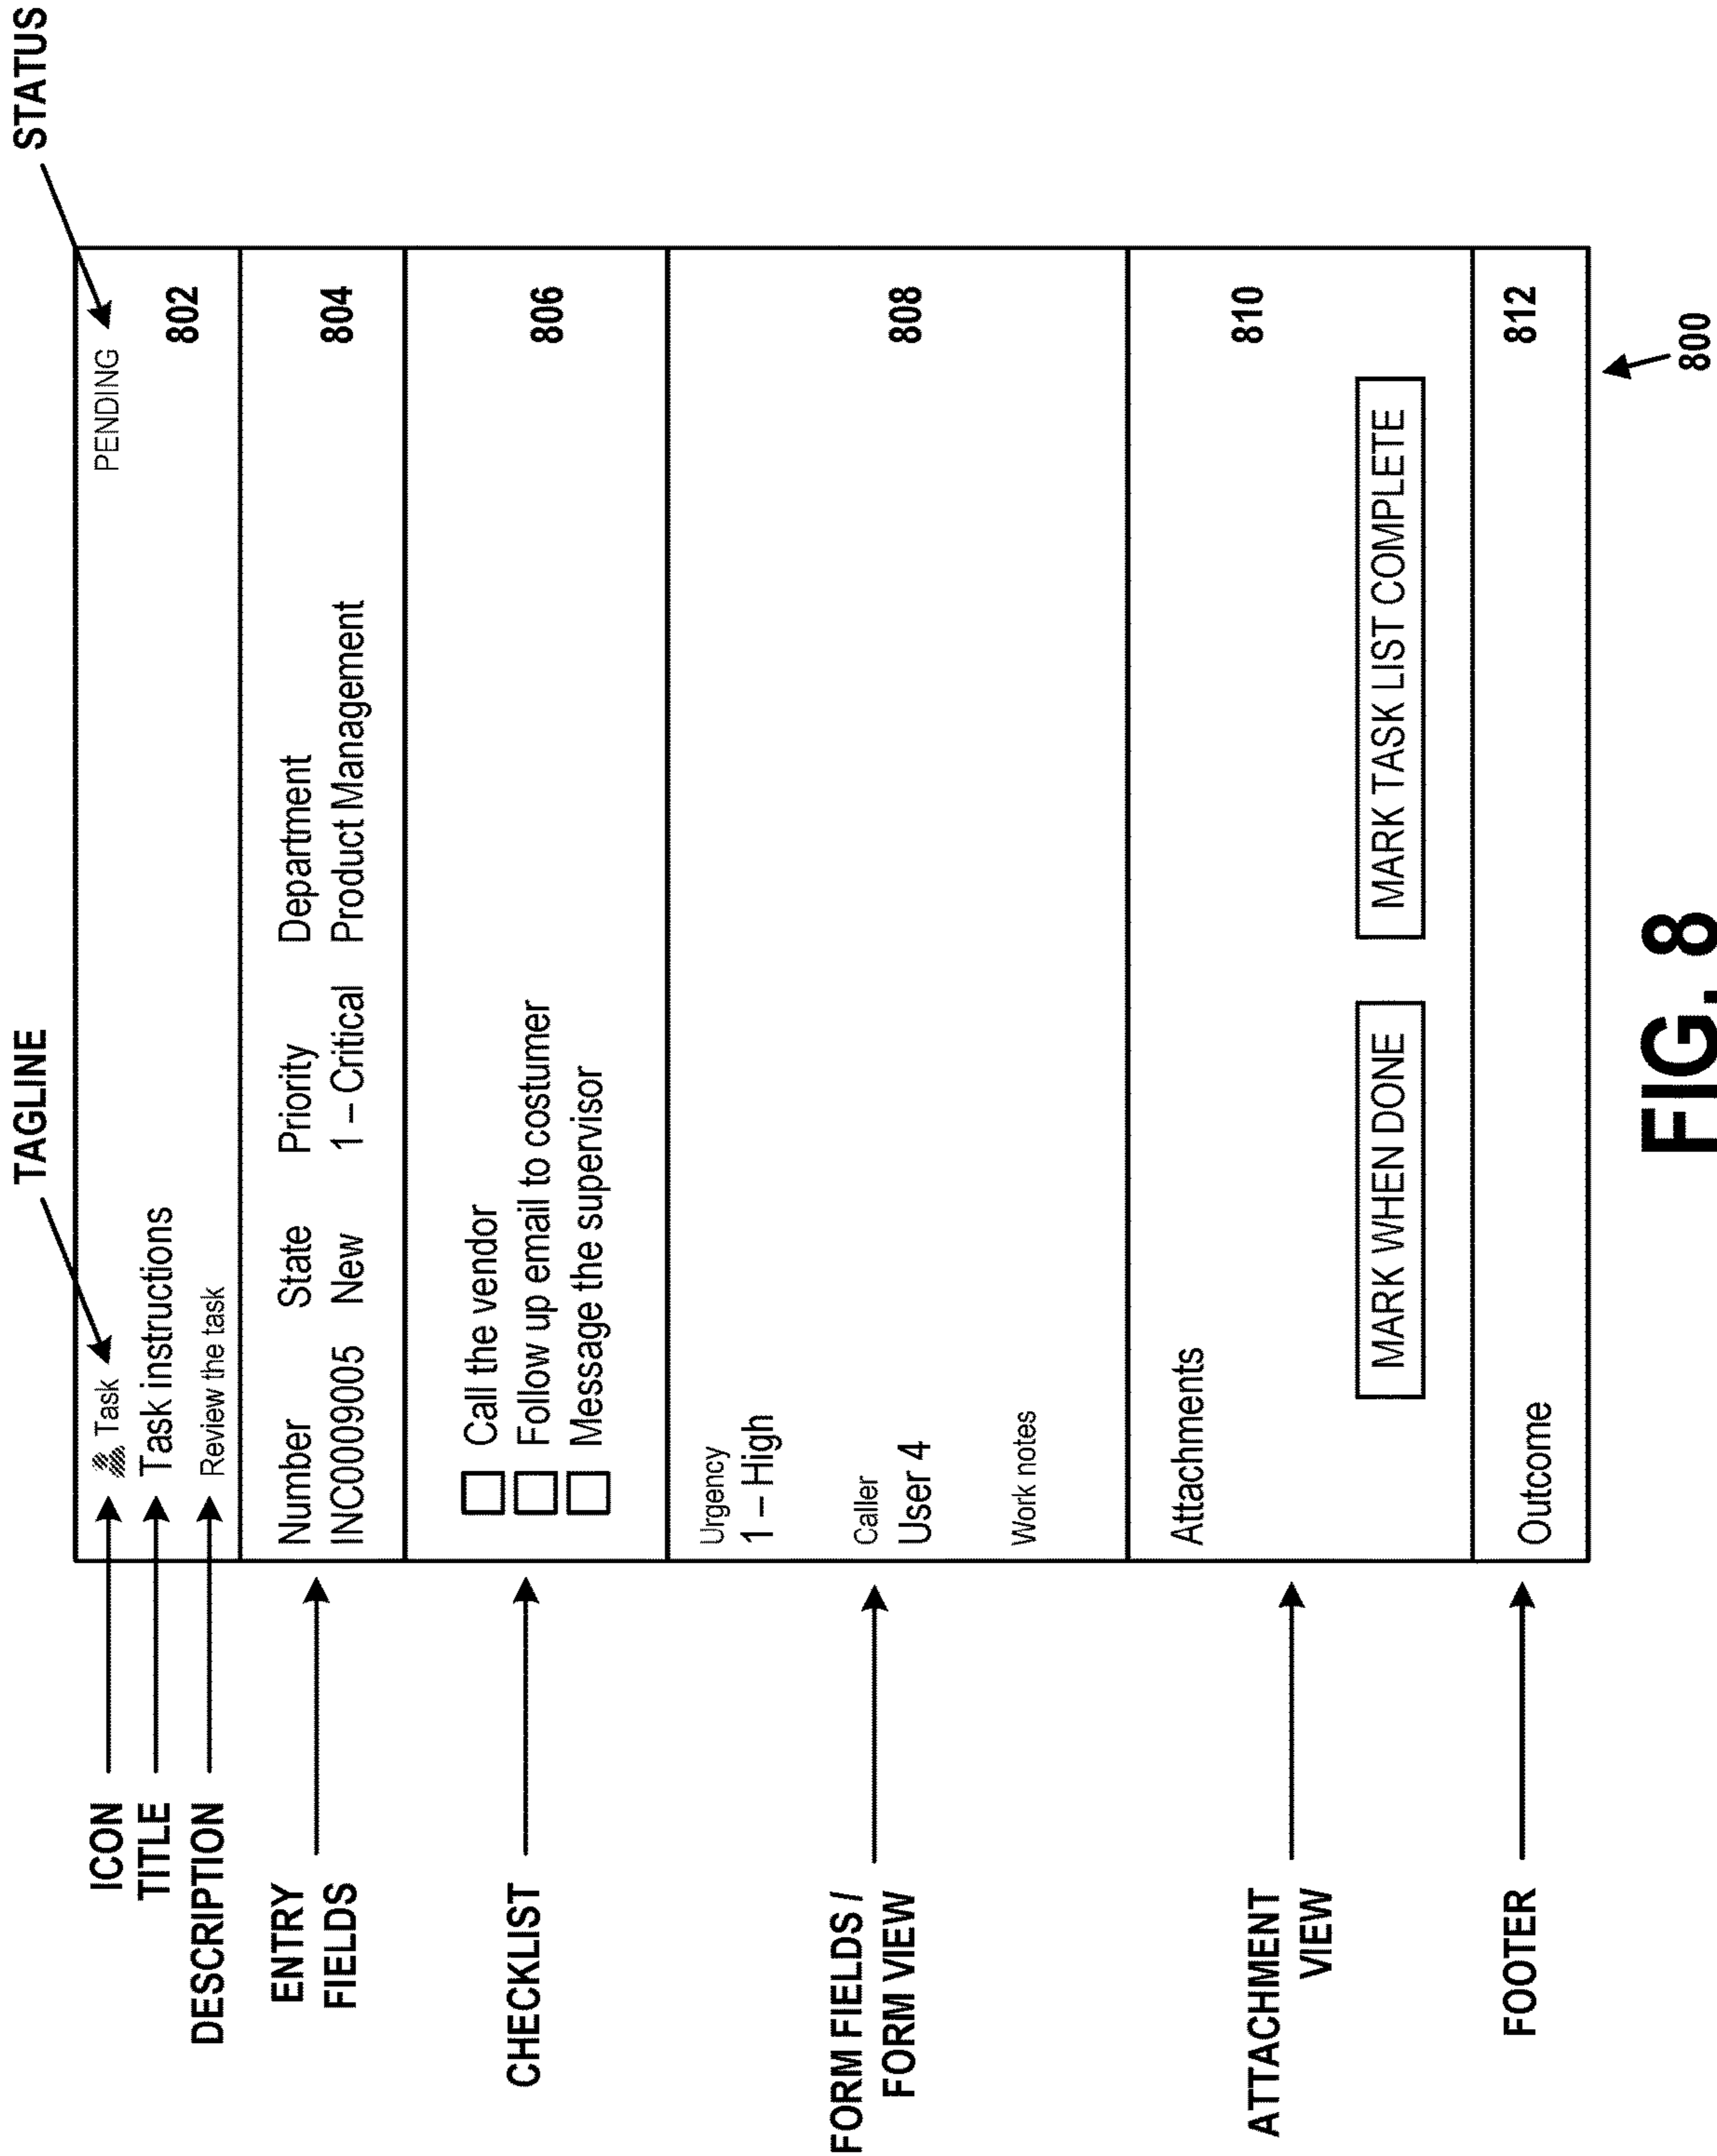 TAGLINE
STATUS
ICON
TITLE
DESCRIPTION
Task
PENDING
Task instructions
Review the task
802
ENTRY
FIELDS
Number State Priority Department
INC0009005 New 1 – Critical Product Management
804
CHECKLIST
Call the vendor
Follow up email to costumer
Message the supervisor
806
FORM FIELDS /
FORM VIEW
Urgency
1 – High
Caller
User 4
Work notes
808
ATTACHMENT
VIEW
Attachments
810
MARK WHEN DONE
MARK TASK LIST COMPLETE
FOOTER
Outcome
812
800
FIG. 8